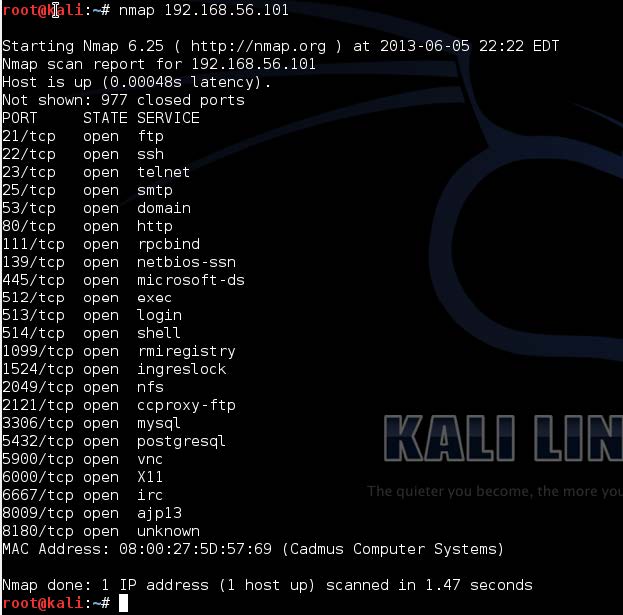 root@kali:~# nmap 192.168.56.101
Starting Nmap 6.25 ( http://nmap.org ) at 2013-06-05 22:22 EDT
Nmap scan report for 192.168.56.101
Host is up (0.00048s latency).
Not shown: 977 closed ports
PORT     STATE SERVICE
21/tcp   open  ftp
22/tcp   open  ssh
23/tcp   open  telnet
25/tcp   open  smtp
53/tcp   open  domain
80/tcp   open  http
111/tcp  open  rpcbind
139/tcp  open  netbios-ssn
445/tcp  open  microsoft-ds
512/tcp  open  exec
513/tcp  open  login
514/tcp  open  shell
1099/tcp open  rmiregistry
1524/tcp open  ingreslock
2049/tcp open  nfs
2121/tcp open  ccproxy-ftp
3306/tcp open  mysql
5432/tcp open  postgresql
5900/tcp open  vnc
6000/tcp open  X11
6667/tcp open  irc
8009/tcp open  ajp13
8180/tcp open  unknown
MAC Address: 08:00:27:5D:57:69 (Cadmus Computer Systems)
Nmap done: 1 IP address (1 host up) scanned in 1.47 seconds
root@kali:~#
KALI LIN
The quieter you become, the more you